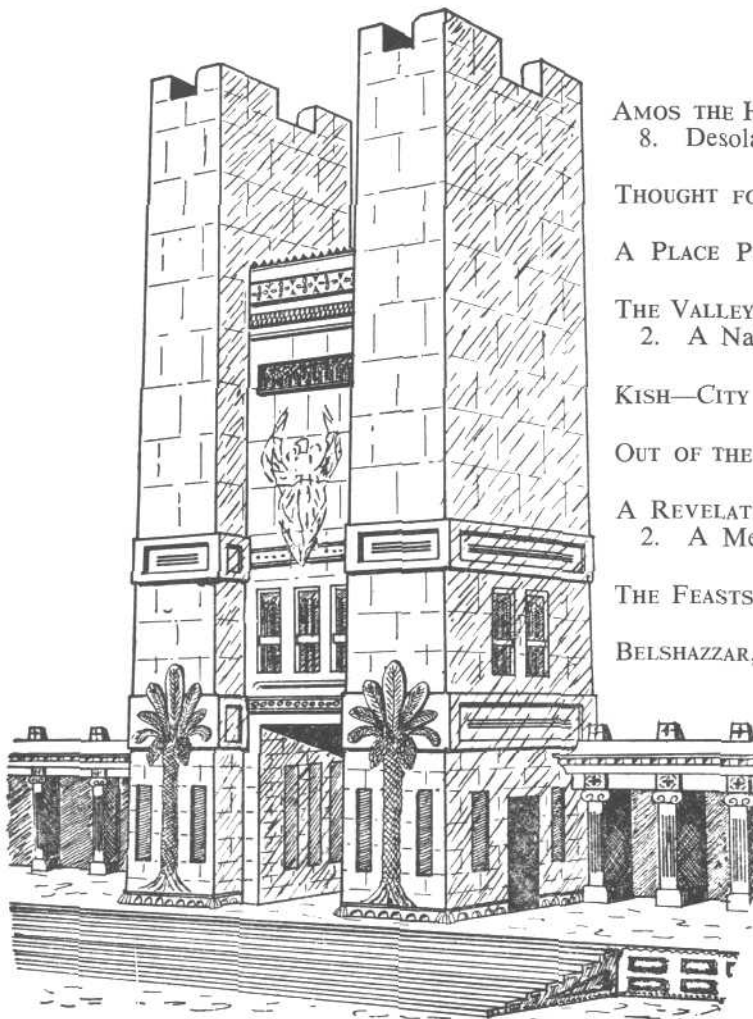 AMOS THE H
8. Desola
THOUGHT FO
A PLACE P
THE VALLEY
2. A Na
KISH—CITY
OUT OF THE
A REVELAT
2. A Me
THE FEASTS
BELSHAZZAR,